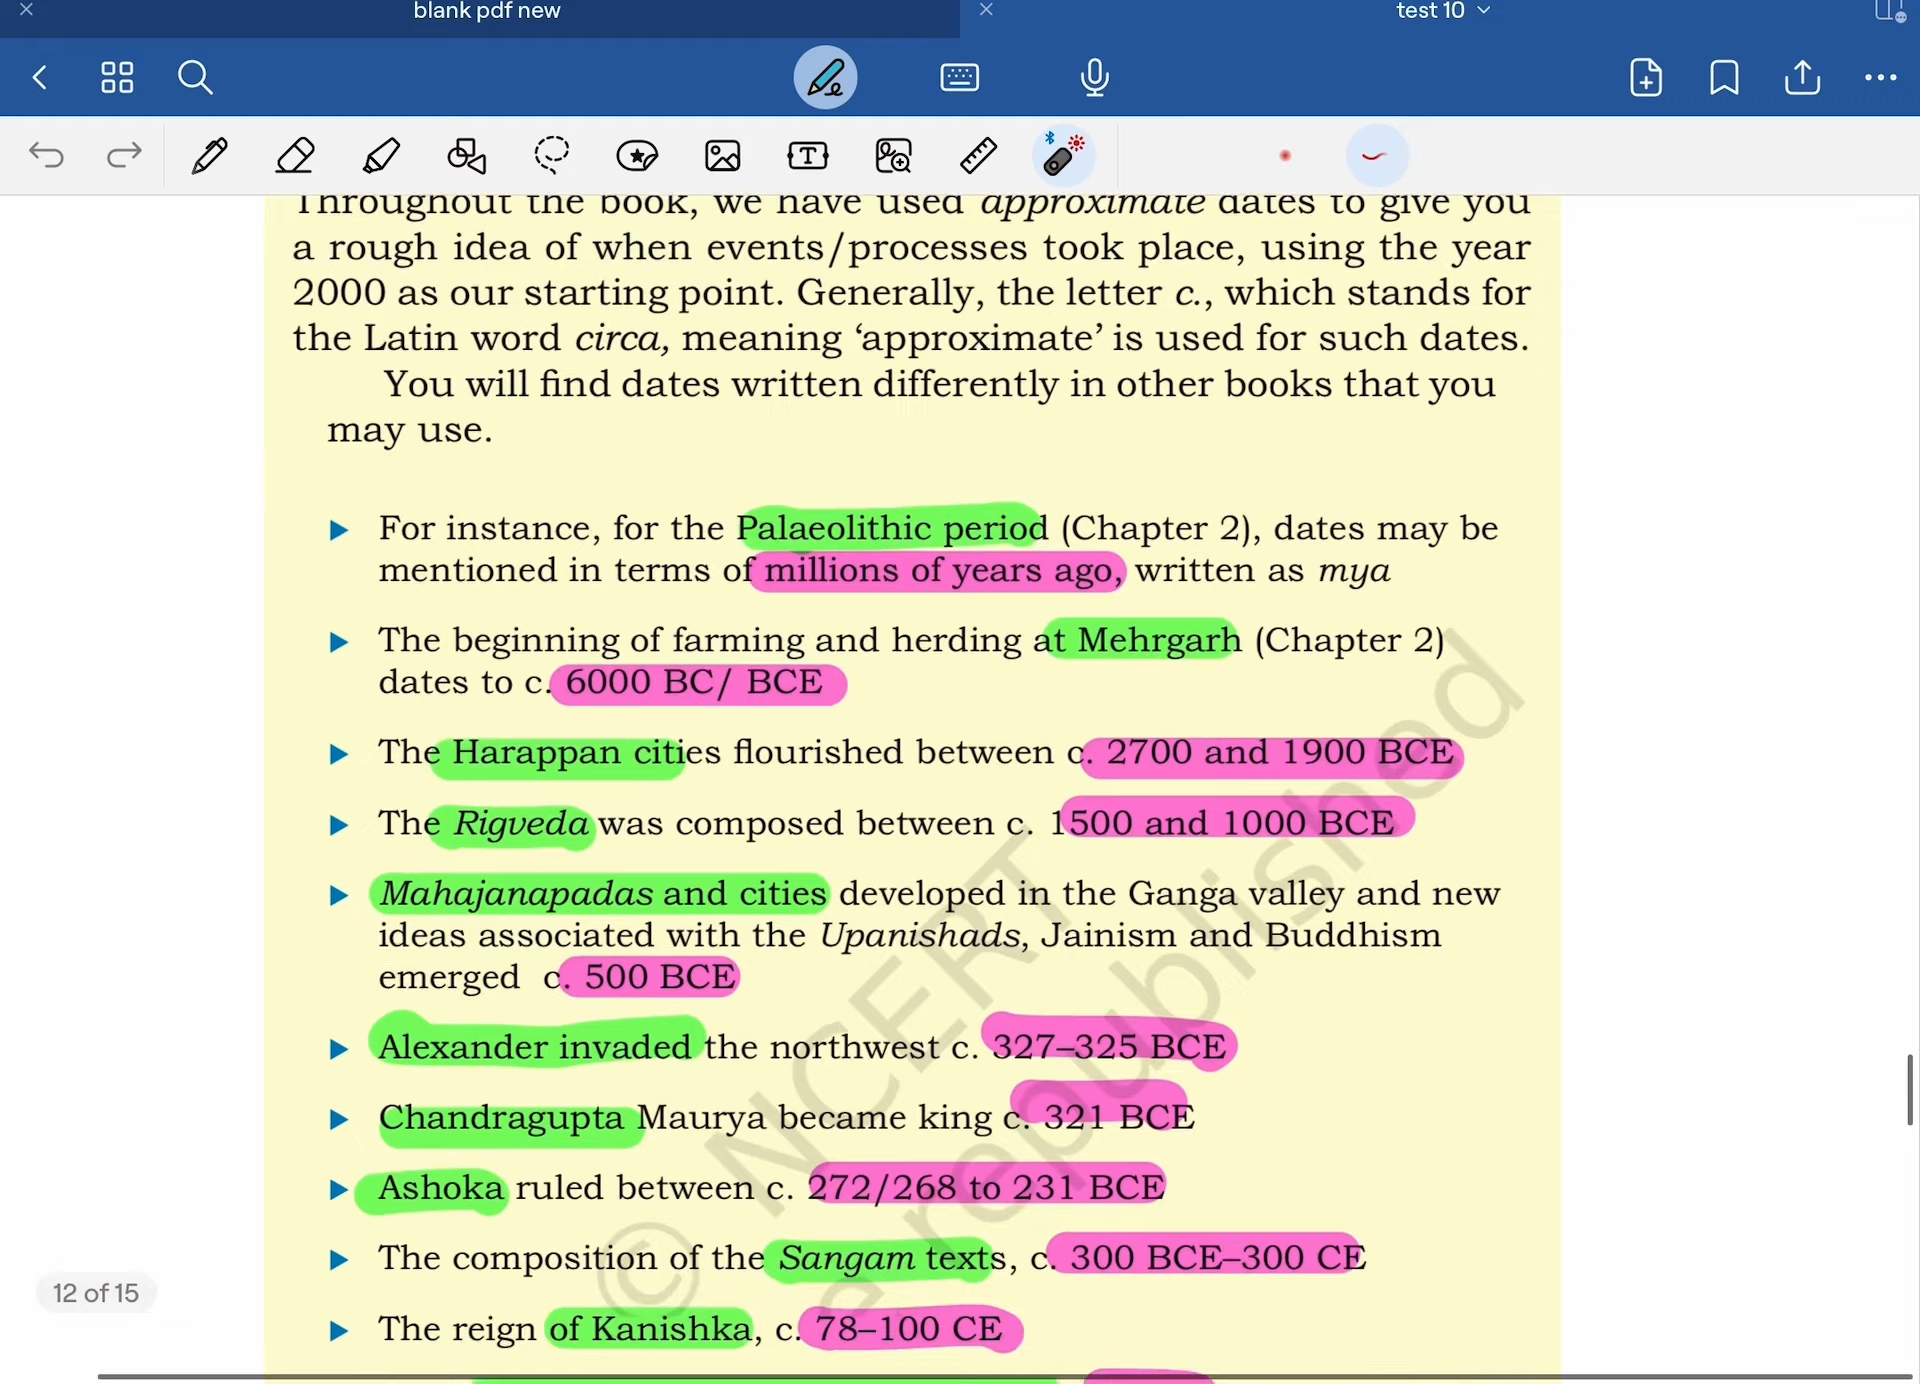 blank pdf new
test 10
Throughout the book, we have used approximate dates to give you
a rough idea of when events/processes took place, using the year
2000 as our starting point. Generally, the letter c., which stands for
the Latin word circa, meaning ‘approximate’ is used for such dates.
You will find dates written differently in other books that you
may use.
For instance, for the Palaeolithic period (Chapter 2), dates may be
mentioned in terms of millions of years ago, written as mya
The beginning of farming and herding at Mehrgarh (Chapter 2)
dates to c. 6000 BC/ BCE
The Harappan cities flourished between c. 2700 and 1900 BCE
The Rigveda was composed between c. 1500 and 1000 BCE
Mahajanapadas and cities developed in the Ganga valley and new
ideas associated with the Upanishads, Jainism and Buddhism
emerged c. 500 BCE
Alexander invaded the northwest c. 327–325 BCE
Chandragupta Maurya became king c. 321 BCE
Ashoka ruled between c. 272/268 to 231 BCE
The composition of the Sangam texts, c. 300 BCE–300 CE
The reign of Kanishka, c. 78–100 CE
12 of 15
© NCERT
republished